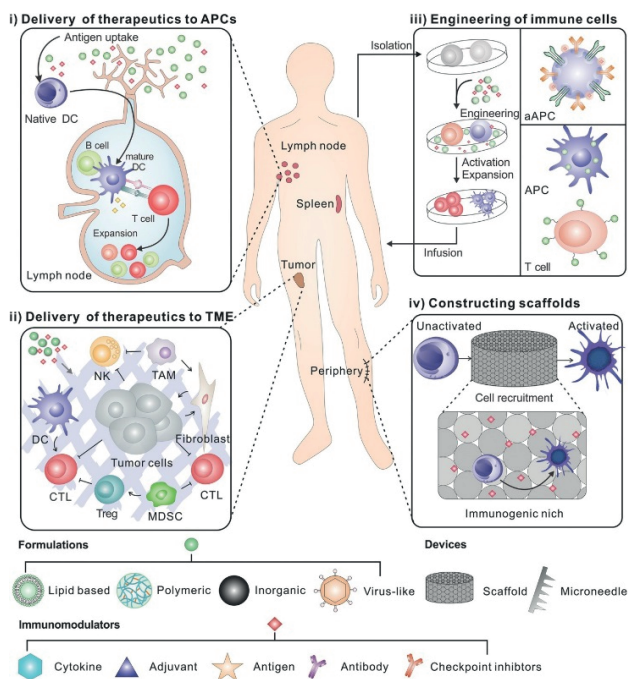 i) Delivery of therapeutics to APCs
Antigen uptake
Native DC
B cell
mature
DC
T cell
Expansion
Lymph node
Lymph node
Spleen
Tumor
Periphery
iii) Engineering of immune cells
Isolation
Engineering
Activation
Expansion
Infusion
aAPC
APC
T cell
ii) Delivery of therapeutics to TME
NK
TAM
DC
Fibroblast
Tumor cells
CTL
CTL
Treg
MDSC
iv) Constructing scaffolds
Unactivated
Activated
Cell recruitment
Immunogenic nich
Formulations
Devices
Lipid based
Polymeric
Inorganic
Virus-like
Scaffold
Microneedle
Immunomodulators
Cytokine
Adjuvant
Antigen
Antibody
Checkpoint inhibtors